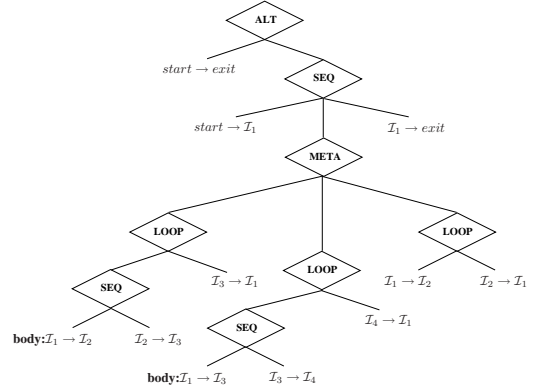 ALT
start → exit
SEQ
start → ℐ₁
ℐ₁ → exit
META
LOOP
LOOP
LOOP
ℐ₃ → ℐ₁
ℐ₁ → ℐ₂
ℐ₂ → ℐ₁
SEQ
ℐ₄ → ℐ₁
SEQ
body:ℐ₁ → ℐ₂
ℐ₂ → ℐ₃
body:ℐ₁ → ℐ₃
ℐ₃ → ℐ₄